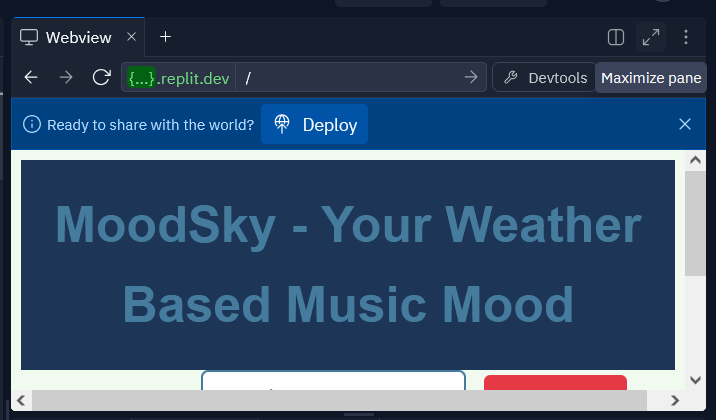 Webview
{...}.replit.dev /
Devtools
Maximize pane
Ready to share with the world?
Deploy
MoodSky - Your Weather
Based Music Mood